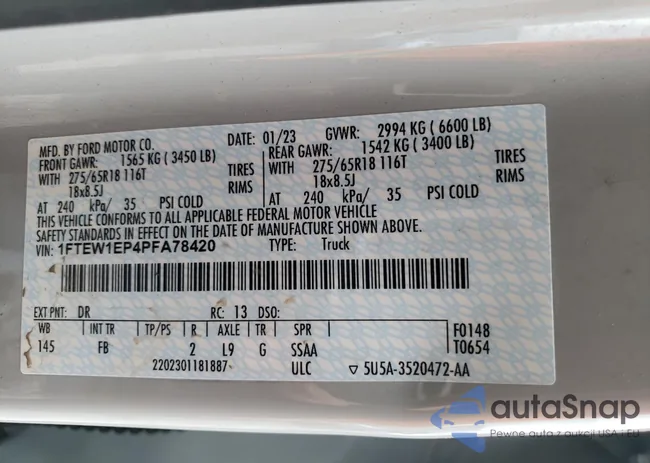 MFD. BY FORD MOTOR CO. DATE: 01/23 GVWR: 2994 KG ( 6600 LB)
FRONT GAWR: 1565 KG ( 3450 LB) REAR GAWR: 1542 KG ( 3400 LB)
WITH 275/65R18 116T TIRES WITH 275/65R18 116T TIRES
18x8.5J RIMS 18x8.5J RIMS
AT 240 kPa/ 35 PSI COLD AT 240 kPa/ 35 PSI COLD
THIS VEHICLE CONFORMS TO ALL APPLICABLE FEDERAL MOTOR VEHICLE
SAFETY STANDARDS IN EFFECT ON THE DATE OF MANUFACTURE SHOWN ABOVE.
VIN: 1FTEW1EP4PFA78420 TYPE: Truck
EXT PNT: DR RC: 13 DSO:
WB INT TR TP/PS R AXLE TR SPR F0148
145 FB 2 L9 G SSAA T0654
2202301181887 ULC ▽ 5U5A-3520472-AA
autaSnap
Pewne auta z aukcji USA i EU